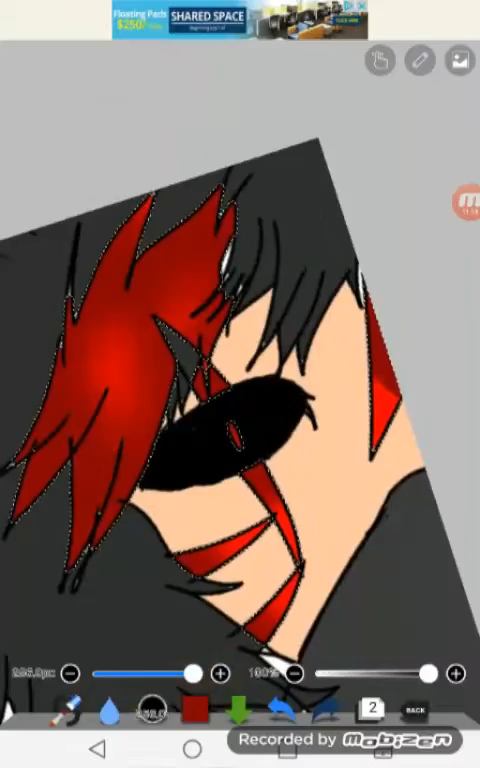 Floating Pads
$250/
SHARED SPACE
100%
2
BACK
Recorded by MOBIZEN